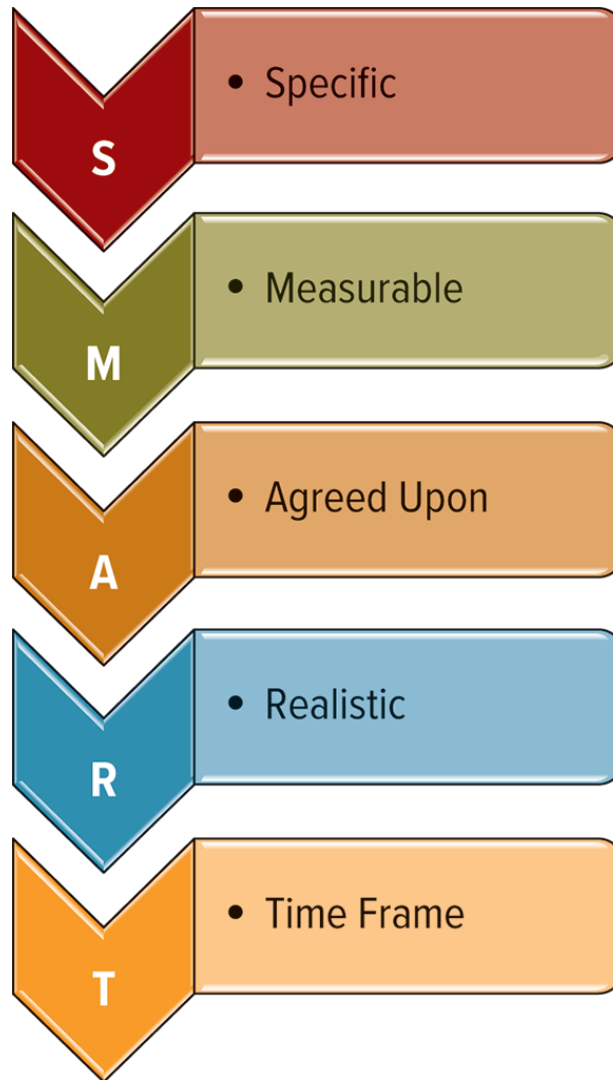 • Specific
S
• Measurable
M
• Agreed Upon
A
• Realistic
R
• Time Frame
T